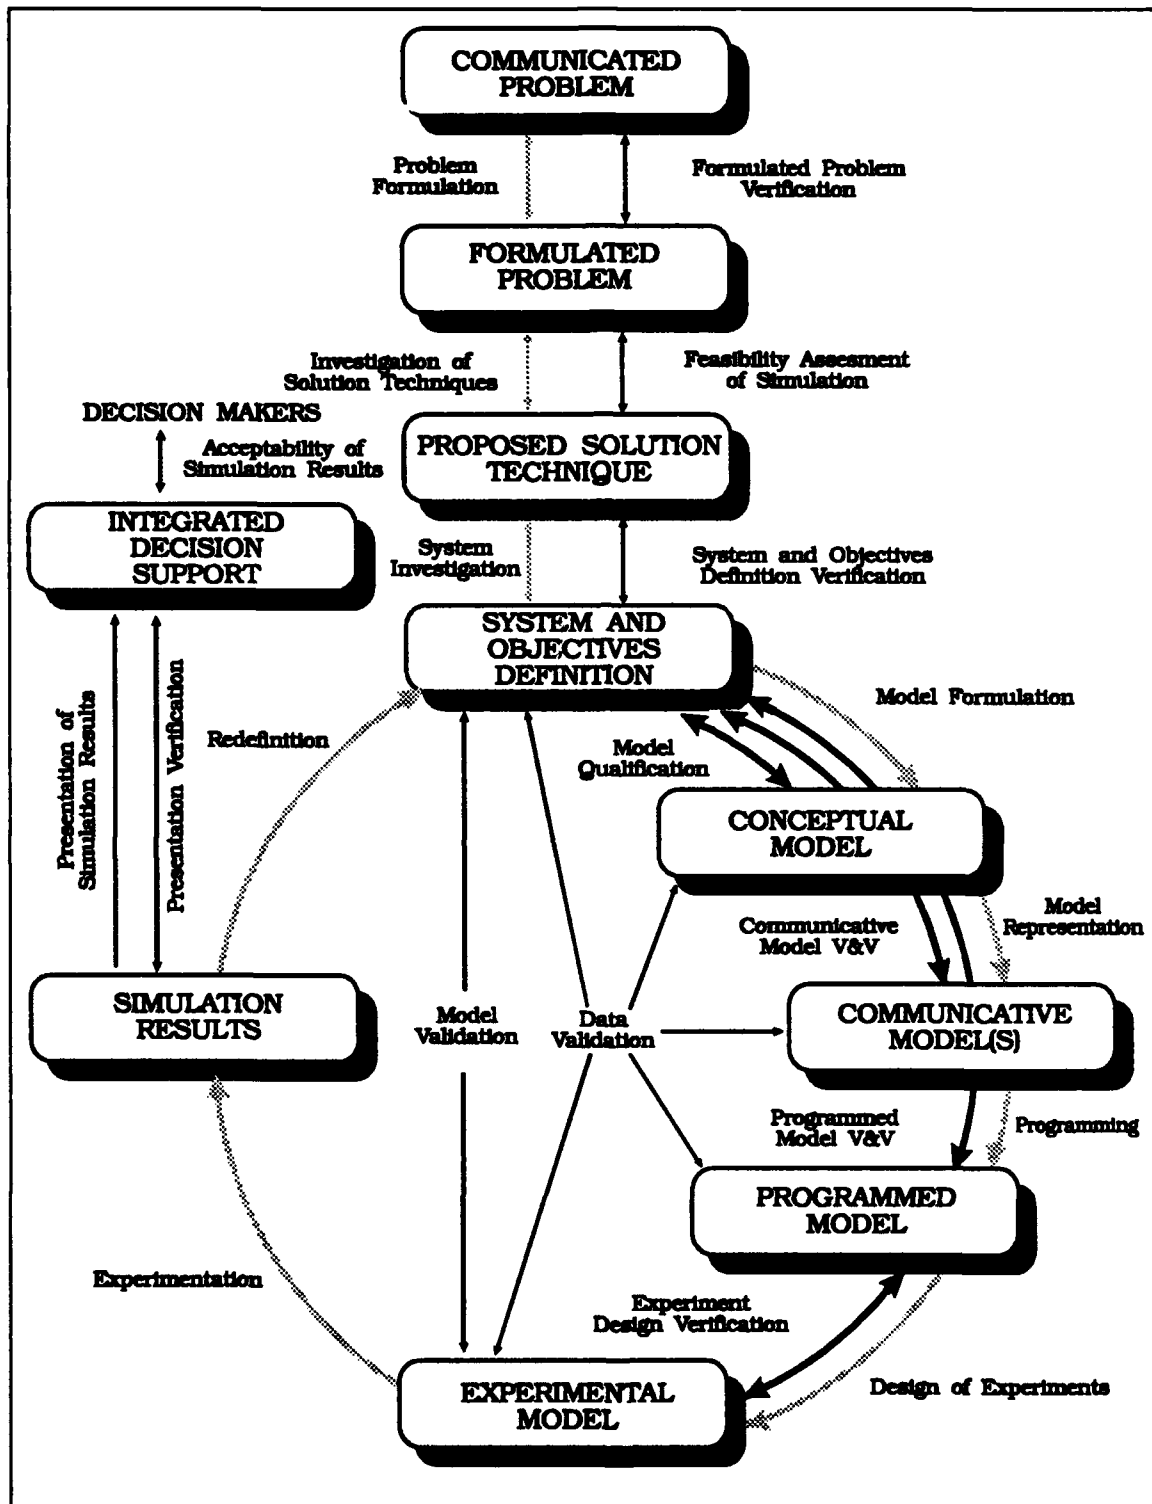 COMMUNICATED
PROBLEM
Problem
Formulation
Formulated Problem
Verification
FORMULATED
PROBLEM
Investigation of
Solution Techniques
Feasibility Assesment
of Simulation
DECISION MAKERS
Acceptability of
Simulation Results
PROPOSED SOLUTION
TECHNIQUE
INTEGRATED
DECISION
SUPPORT
System
Investigation
System and Objectives
Definition Verification
SYSTEM AND
OBJECTIVES
DEFINITION
Presentation of
Simulation Results
Presentation Verification
Redefinition
Model Formulation
Model
Qualification
CONCEPTUAL
MODEL
Communicative
Model V&V
Model
Representation
SIMULATION
RESULTS
Model
Validation
Data
Validation
COMMUNICATIVE
MODEL(S)
Programmed
Model V&V
Programming
PROGRAMMED
MODEL
Experimentation
Experiment
Design Verification
EXPERIMENTAL
MODEL
Design of Experiments